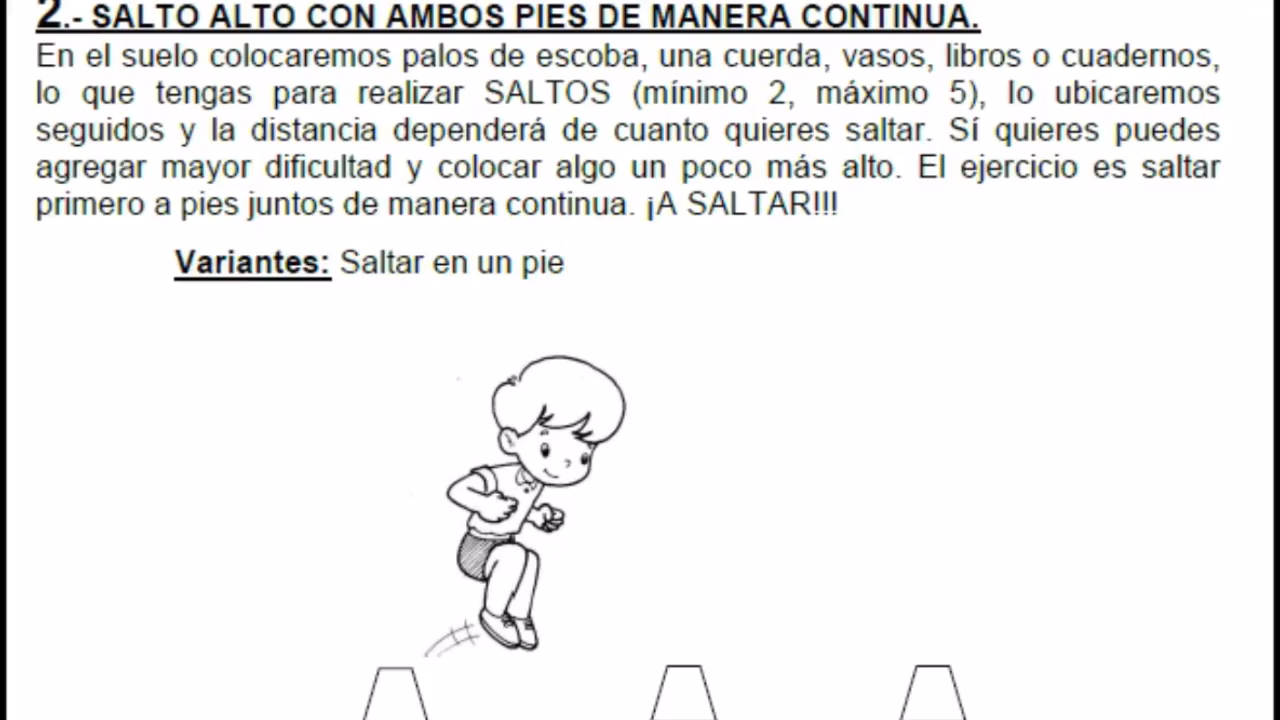 2.- SALTO ALTO CON AMBOS PIES DE MANERA CONTINUA.
En el suelo colocaremos palos de escoba, una cuerda, vasos, libros o cuadernos,
lo que tengas para realizar SALTOS (mínimo 2, máximo 5), lo ubicaremos
seguidos y la distancia dependerá de cuanto quieres saltar. Sí quieres puedes
agregar mayor dificultad y colocar algo un poco más alto. El ejercicio es saltar
primero a pies juntos de manera continua. ¡A SALTAR!!!
Variantes: Saltar en un pie